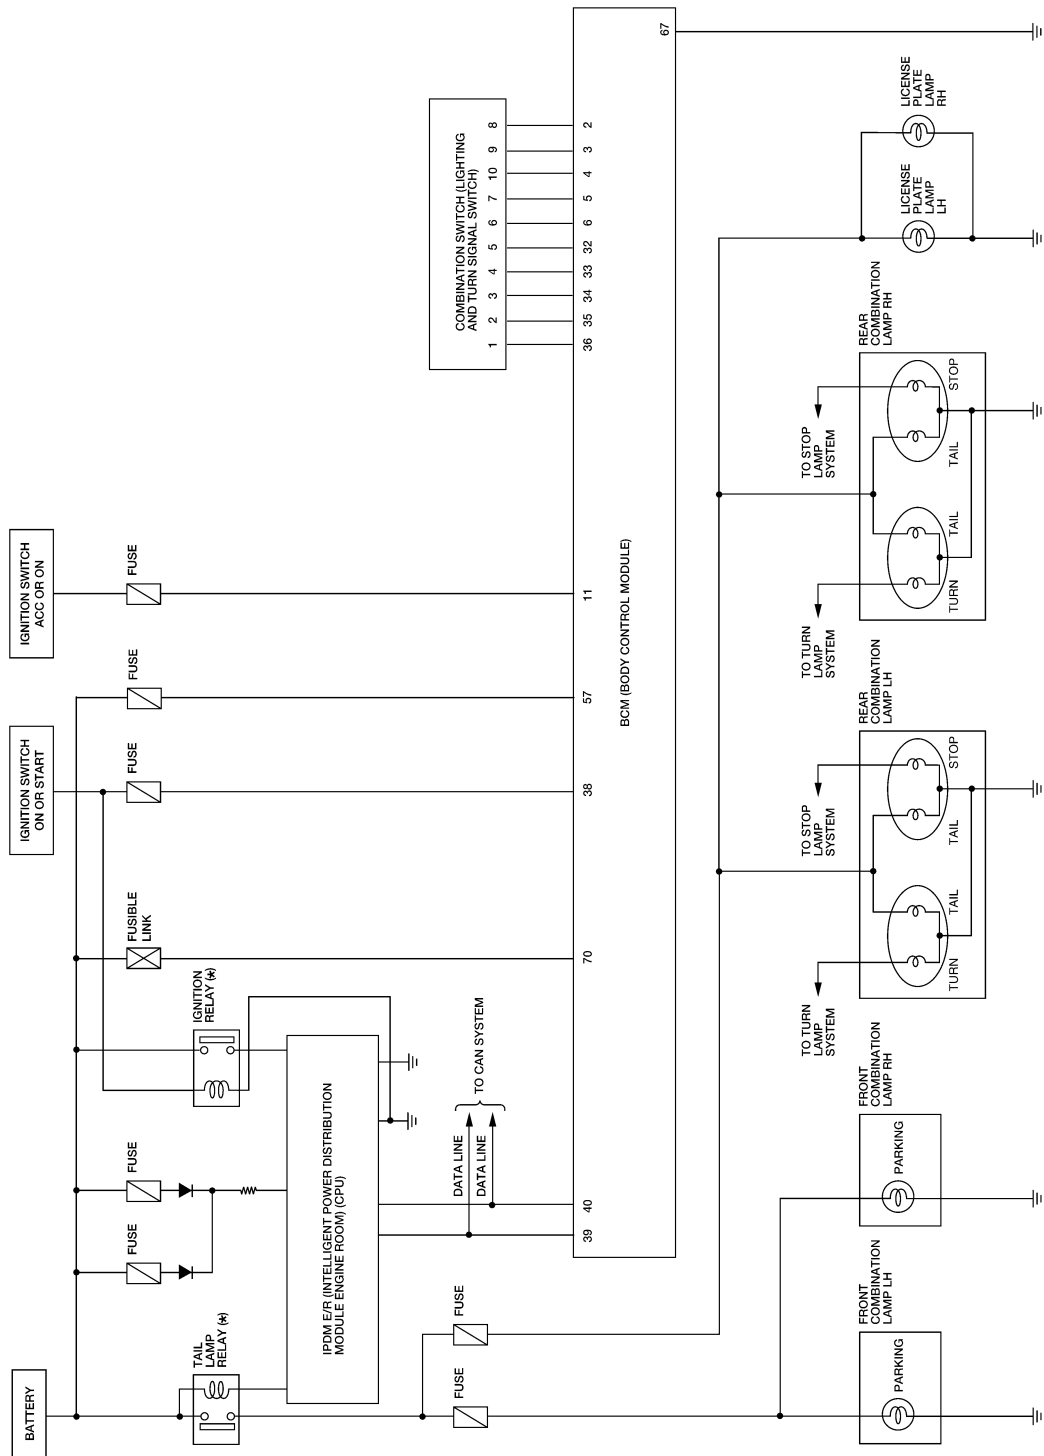 BATTERY
IGNITION SWITCH
ON OR START
IGNITION SWITCH
ACC OR ON
TAIL
LAMP
RELAY (★)
FUSE
FUSE
IGNITION
RELAY (★)
FUSIBLE
LINK
FUSE
FUSE
FUSE
IPDM E/R (INTELLIGENT POWER DISTRIBUTION
MODULE ENGINE ROOM) (CPU)
FUSE
FUSE
DATA LINE
DATA LINE
TO CAN SYSTEM
COMBINATION SWITCH (LIGHTING
AND TURN SIGNAL SWITCH)
1 2 3 4 5 6 7 10 9 8
39 40 70 38 57 11 36 35 34 33 32 6 5 4 3 2
BCM (BODY CONTROL MODULE)
67
FRONT
COMBINATION
LAMP LH
PARKING
FRONT
COMBINATION
LAMP RH
PARKING
TO TURN
LAMP
SYSTEM
TO STOP
LAMP
SYSTEM
REAR
COMBINATION
LAMP LH
TURN
TAIL
TAIL
STOP
TO TURN
LAMP
SYSTEM
TO STOP
LAMP
SYSTEM
REAR
COMBINATION
LAMP RH
TURN
TAIL
TAIL
STOP
LICENSE
PLATE
LAMP
LH
LICENSE
PLATE
LAMP
RH